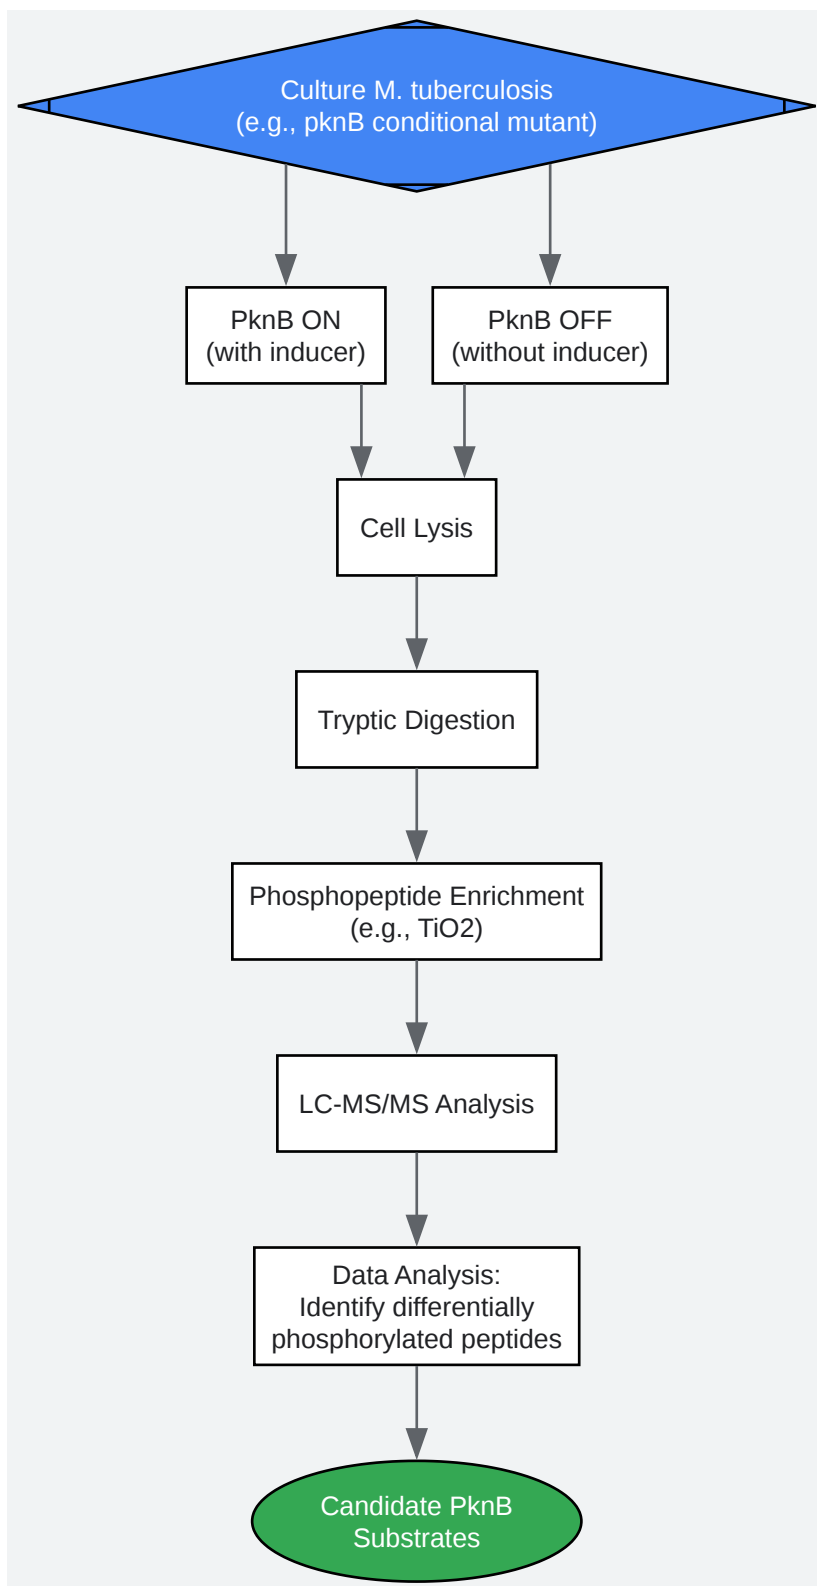 Culture M. tuberculosis
(e.g., pknB conditional mutant)
PknB ON
(with inducer)
PknB OFF
(without inducer)
Cell Lysis
Tryptic Digestion
Phosphopeptide Enrichment
(e.g., TiO2)
LC-MS/MS Analysis
Data Analysis:
Identify differentially
phosphorylated peptides
Candidate PknB
Substrates